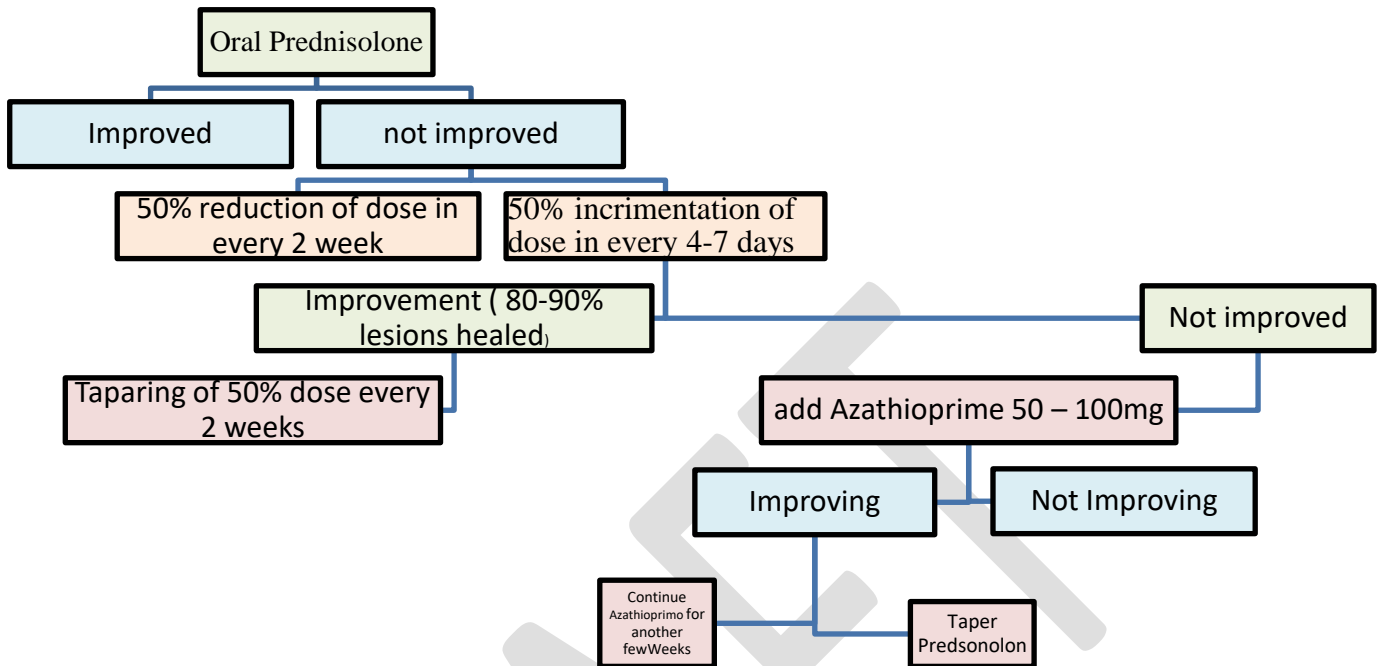 Oral Prednisolone
Improved
not improved
50% reduction of dose in
every 2 week
50% incrimentation of
dose in every 4-7 days
Improvement ( 80-90%
lesions healed)
Not improved
Taparing of 50% dose every
2 weeks
add Azathioprime 50 – 100mg
Improving
Not Improving
Continue
Azathioprimo for
another
fewWeeks
Taper
Predsonolon